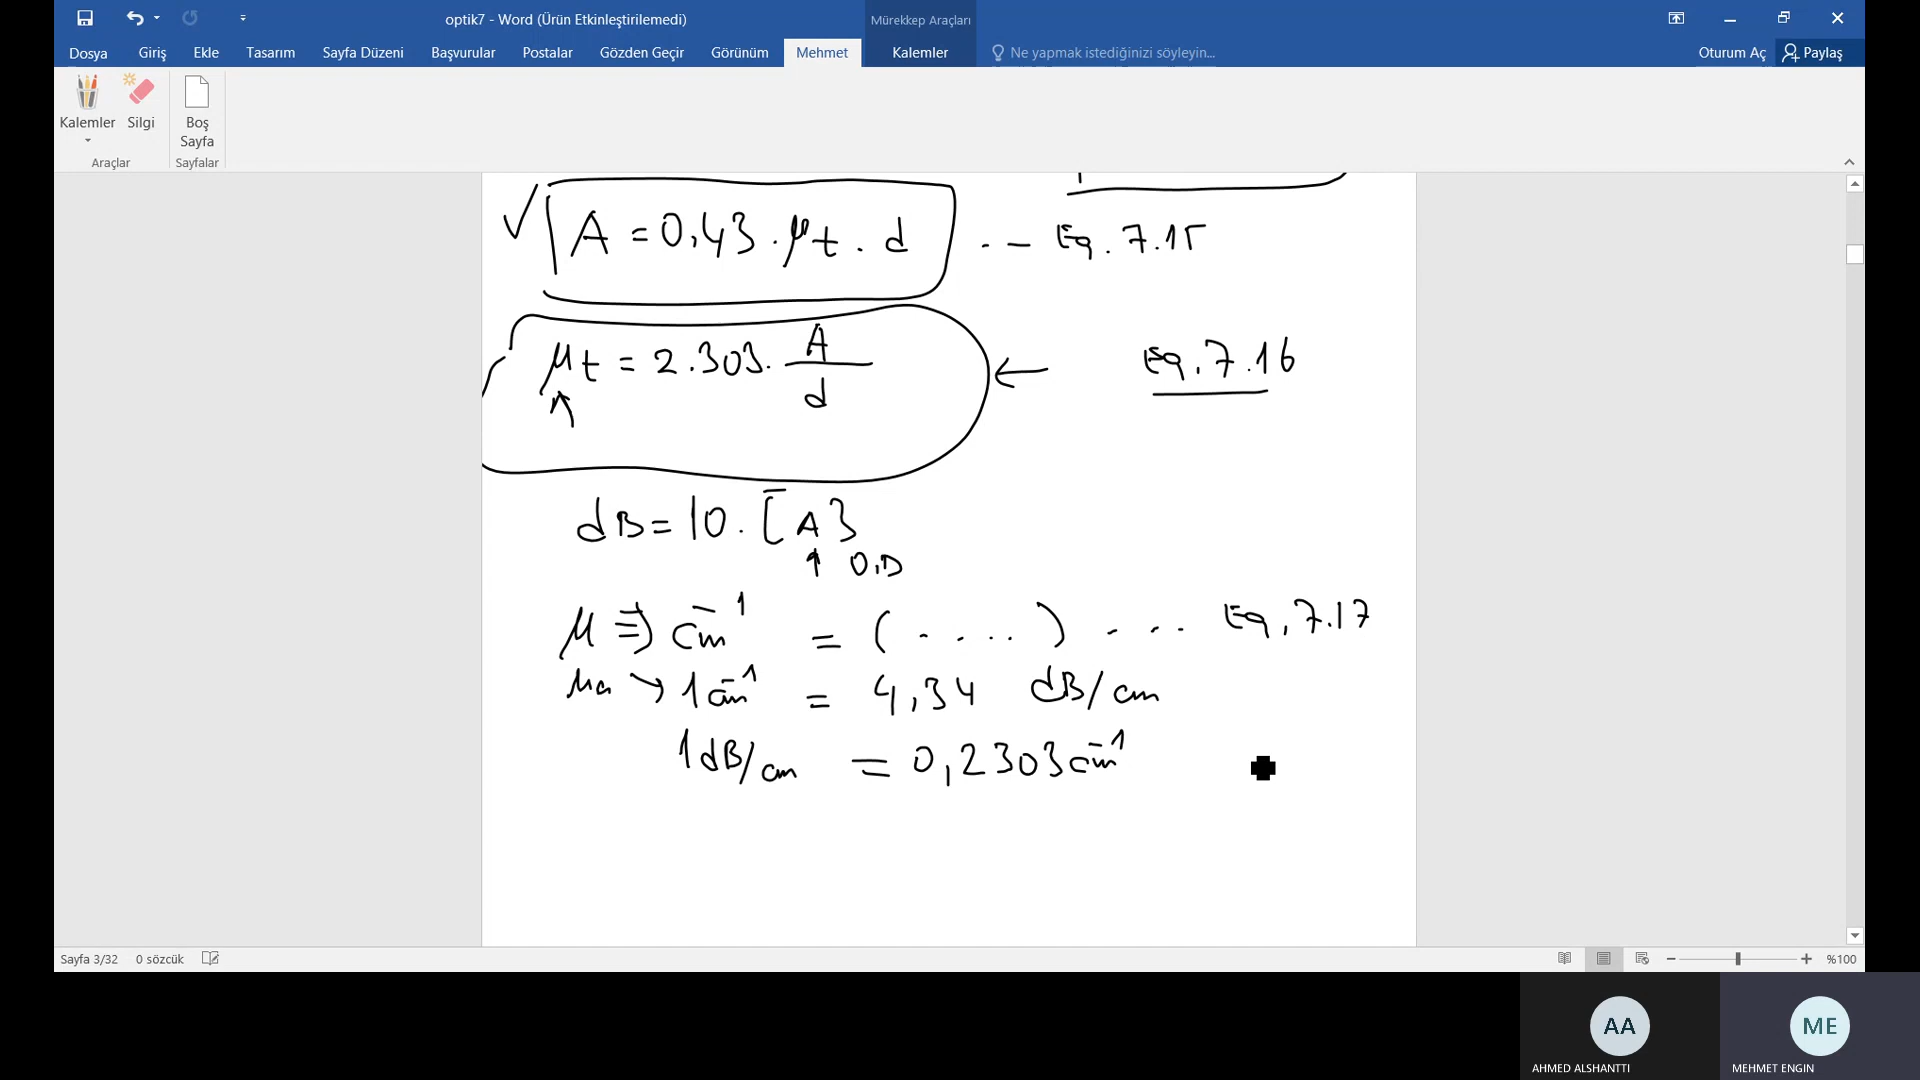 optik7 - Word (Ürün Etkinleştirilemedi)
Mürekkep Araçları
Dosya Giriş Ekle Tasarım Sayfa Düzeni Başvurular Postalar Gözden Geçir Görünüm Mehmet Kalemler Ne yapmak istediğinizi söyleyin... Oturum Aç Paylaş
Kalemler Silgi Boş Sayfa
Araçlar Sayfalar
✓ A = 0,43 . μt . d .-- Eq. 7.15
μt = 2.303. A/d ← Eq. 7.16
↑
dB = 10 . [A}
↑ O.D
μ ⇒ cm⁻¹ = (. ...) ... Eq. 7.17
μa → 1 cm⁻¹ = 4,34 dB/cm
1 dB/cm = 0,2303 cm⁻¹
Sayfa 3/32 0 sözcük %100
AA ME
AHMED ALSHANTTI MEHMET ENGIN